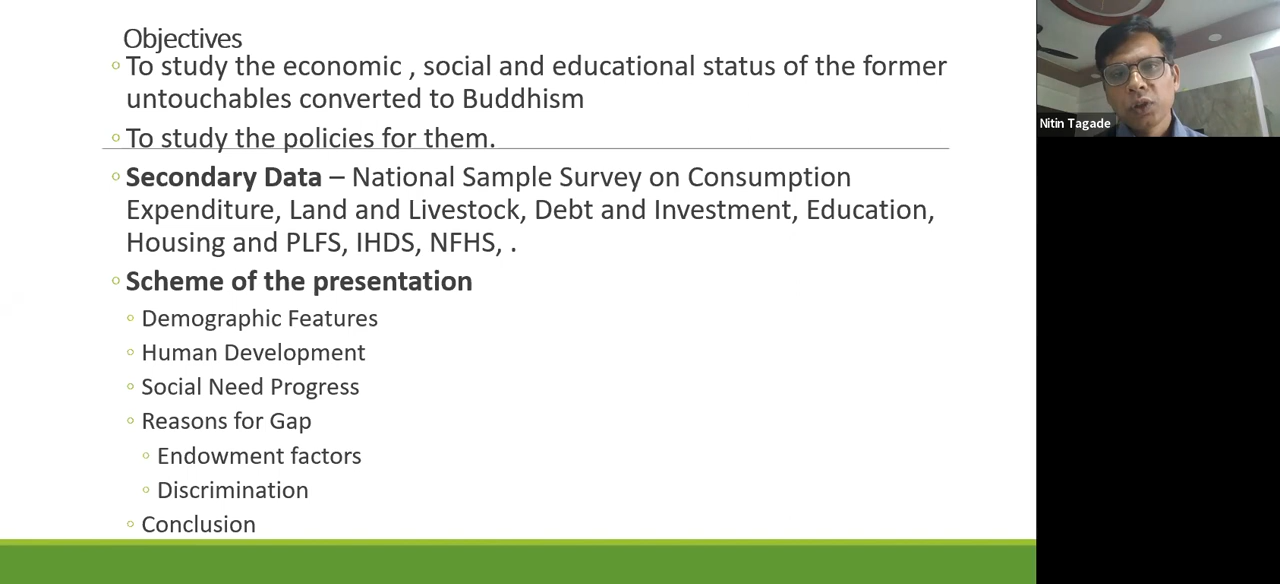 Objectives
◦ To study the economic , social and educational status of the former
untouchables converted to Buddhism
◦ To study the policies for them.
◦ Secondary Data – National Sample Survey on Consumption
Expenditure, Land and Livestock, Debt and Investment, Education,
Housing and PLFS, IHDS, NFHS, .
◦ Scheme of the presentation
◦ Demographic Features
◦ Human Development
◦ Social Need Progress
◦ Reasons for Gap
◦ Endowment factors
◦ Discrimination
◦ Conclusion
Nitin Tagade